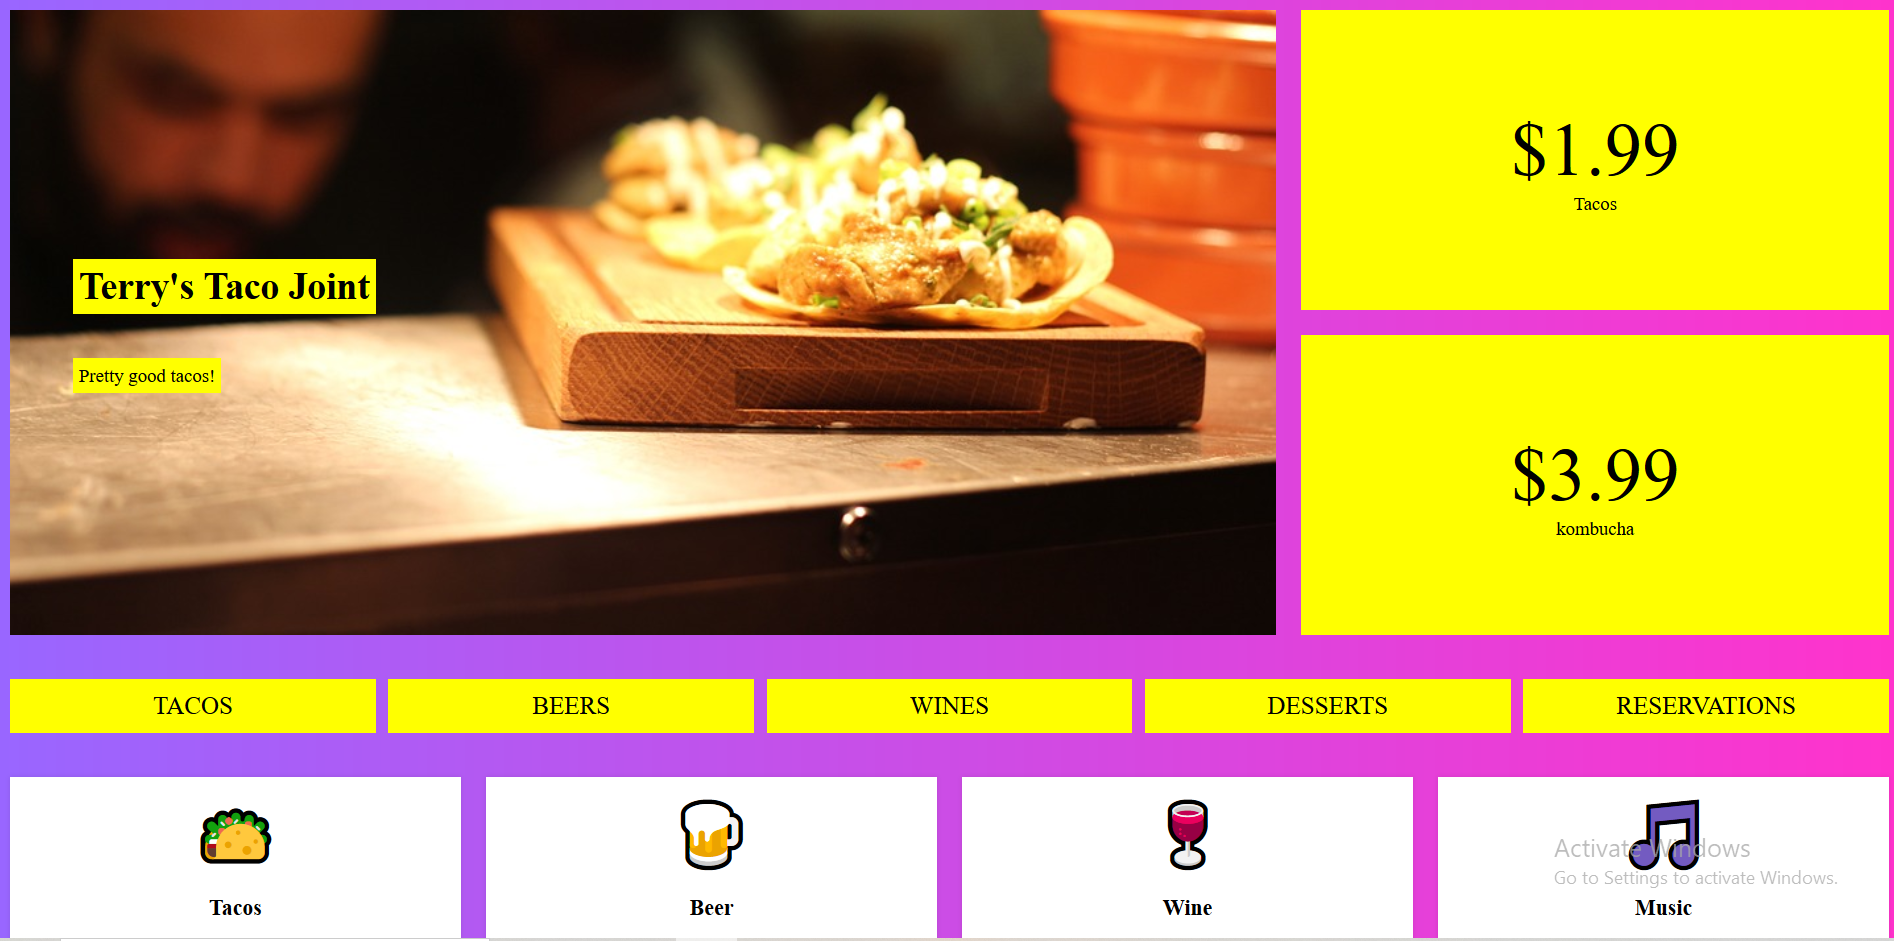 Terry's Taco Joint
Pretty good tacos!
$1.99
Tacos
$3.99
kombucha
TACOS
BEERS
WINES
DESSERTS
RESERVATIONS
Tacos
Beer
Wine
Music
Activate Windows
Go to Settings to activate Windows.